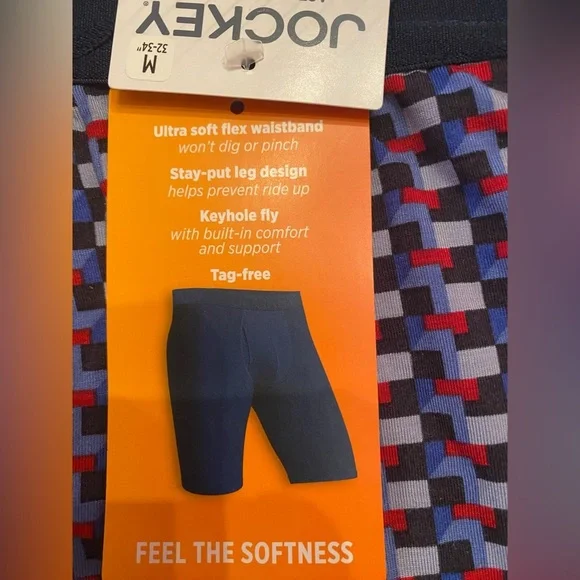 JOCKEY®
M
32-34"
Ultra soft flex waistband
won't dig or pinch
Stay-put leg design
helps prevent ride up
Keyhole fly
with built-in comfort
and support
Tag-free
FEEL THE SOFTNESS